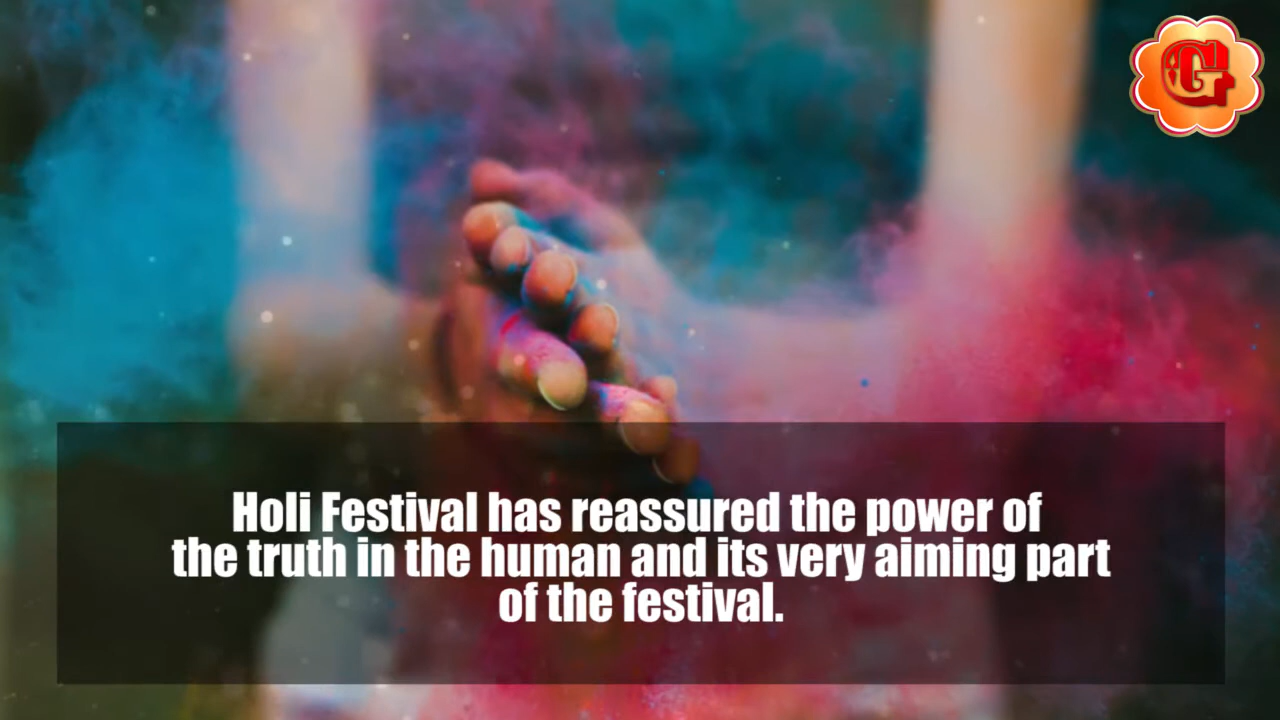 G
Holi Festival has reassured the power of
the truth in the human and its very aiming part
of the festival.